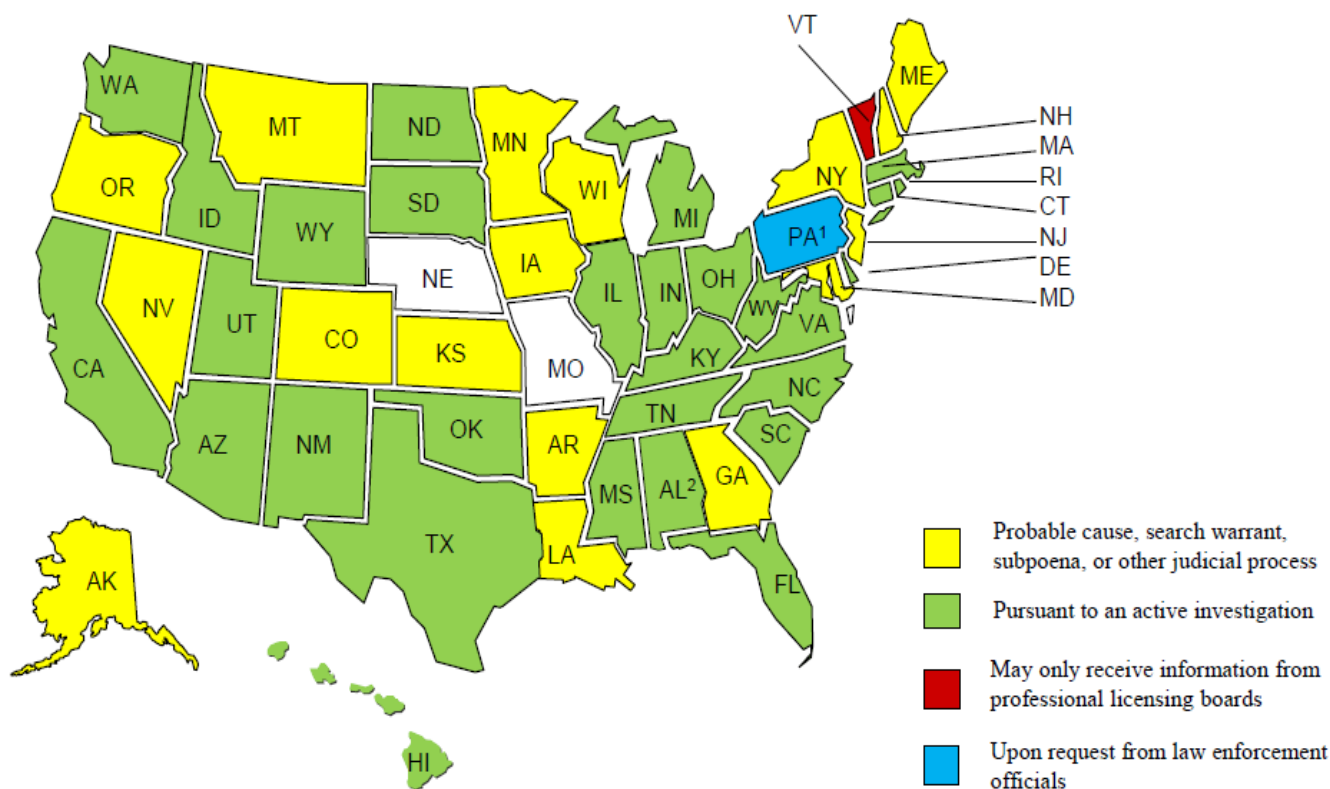 VT
WA
ME
MT
ND
MN
NH
MA
OR
ID
SD
WI
NY
RI
MI
CT
WY
PA¹
NJ
IA
DE
NE
OH
MD
NV
IL
IN
WV
UT
CO
VA
KS
MO
KY
CA
NC
TN
OK
AZ
NM
AR
SC
MS
AL²
GA
TX
LA
AK
FL
HI
Probable cause, search warrant,
subpoena, or other judicial process
Pursuant to an active investigation
May only receive information from
professional licensing boards
Upon request from law enforcement
officials